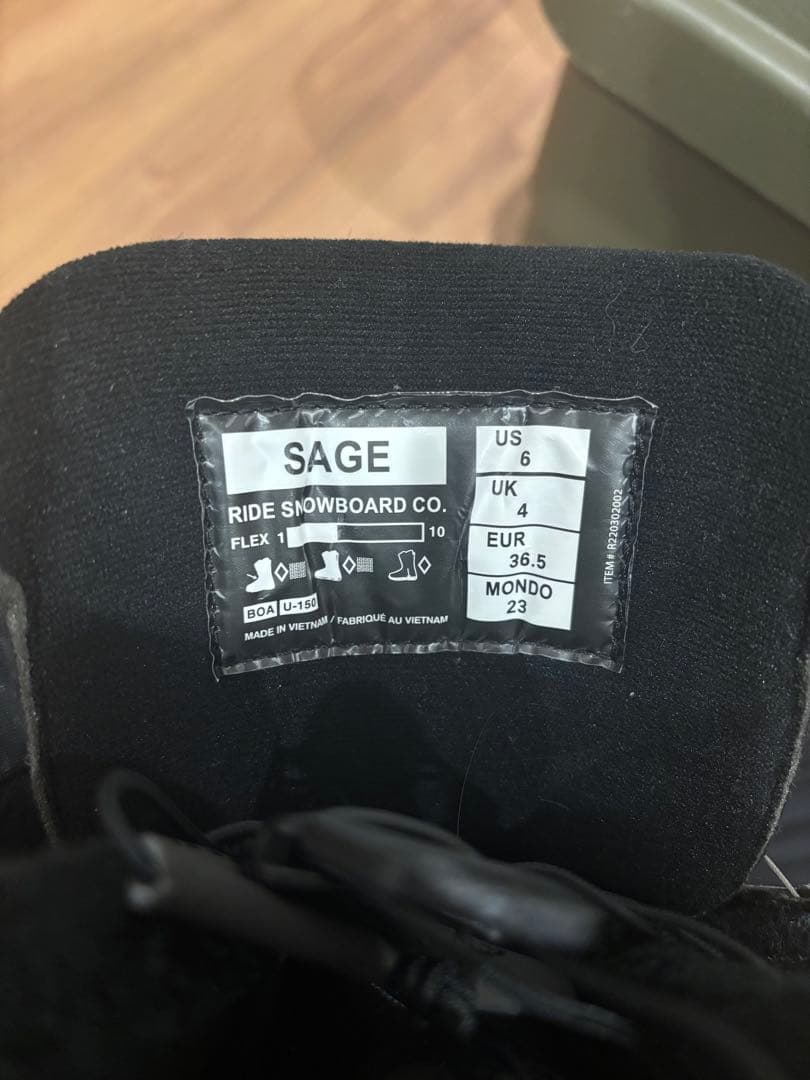 SAGE
RIDE SNOWBOARD CO.
FLEX 1 10
BOA U-150
MADE IN VIETNAM / FABRIQUÉ AU VIETNAM
US
6
UK
4
EUR
36.5
MONDO
23
ITEM#: R220302002